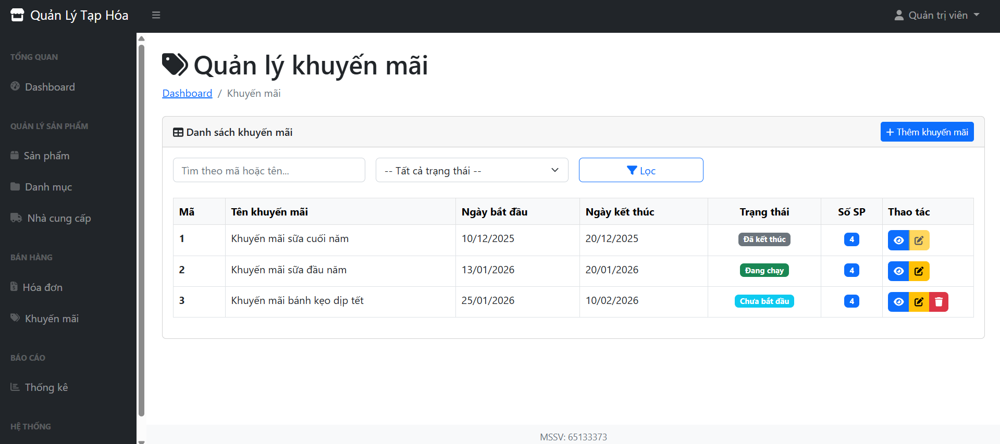 Quản Lý Tạp Hóa
Quản trị viên
TỔNG QUAN
Dashboard
QUẢN LÝ SẢN PHẨM
Sản phẩm
Danh mục
Nhà cung cấp
BÁN HÀNG
Hóa đơn
Khuyến mãi
BÁO CÁO
Thống kê
HỆ THỐNG
Quản lý khuyến mãi
Dashboard / Khuyến mãi
Danh sách khuyến mãi
Thêm khuyến mãi
Tìm theo mã hoặc tên...
-- Tất cả trạng thái --
Lọc
Mã Tên khuyến mãi Ngày bắt đầu Ngày kết thúc Trạng thái Số SP Thao tác
1 Khuyến mãi sữa cuối năm 10/12/2025 20/12/2025 Đã kết thúc 4
2 Khuyến mãi sữa đầu năm 13/01/2026 20/01/2026 Đang chạy 4
3 Khuyến mãi bánh kẹo dịp tết 25/01/2026 10/02/2026 Chưa bắt đầu 4
MSSV: 65133373